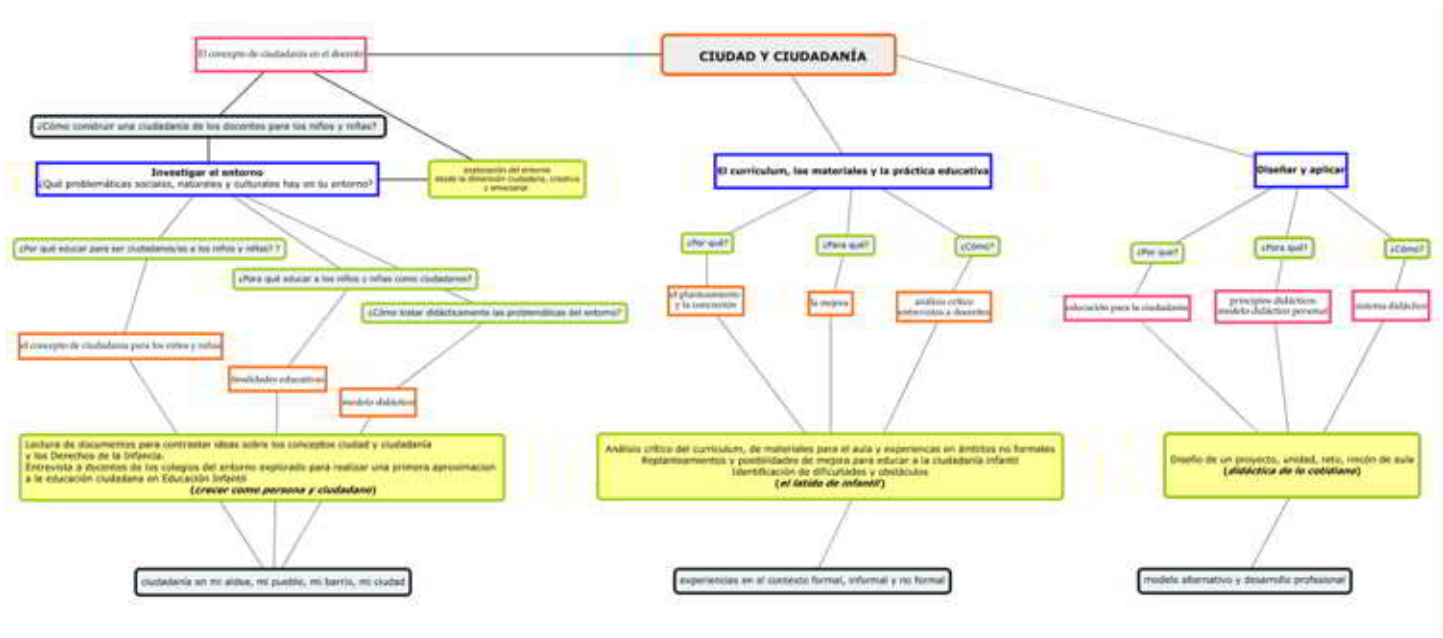 El concepto de ciudadanía en el docente
CIUDAD Y CIUDADANÍA
¿Cómo construir una ciudadanía de los docentes para los niños y niñas?
Investigar el entorno
¿Qué problemáticas sociales, naturales y culturales hay en tu entorno?
exploración del entorno
desde la dimensión ciudadana, creativa
y emocional
El curriculum, los materiales y la práctica educativa
Diseñar y aplicar
¿Por qué educar para ser ciudadanos/as a los niños y niñas? ?
¿Para qué educar a los niños y niñas como ciudadanos?
¿Cómo tratar didácticamente las problemáticas del entorno?
¿Por qué?
¿Para qué?
¿Cómo?
¿Por que?
¿Para qué?
¿Cómo?
el concepto de ciudadanía para los niños y niñas
finalidades educativas
modelo didáctico
el planteamiento
y la concreción
la mejora
análisis crítico
entrevistas a docentes
educación para la ciudadanía
principios didácticos
modelo didáctico personal
sistema didáctico
Lectura de documentos para contrastar ideas sobre los conceptos ciudad y ciudadanía
y los Derechos de la Infancia.
Entrevista a docentes de los colegios del entorno explorado para realizar una primera aproximacion
a la educación ciudadana en Educación Infantil
(crecer como persona y ciudadano)
Análisis crítico del curriculum, de materiales para el aula y experiencias en ámbitos no formales
Replanteamientos y posibilidades de mejora para educar a la ciudadanía infantil
Identificación de dificultades y obstáculos
(el latido de infantil)
Diseño de un proyecto, unidad, reto, rincón de aula
(didáctica de lo cotidiano)
ciudadanía en mi aldea, mi pueblo, mi barrio, mi ciudad
experiencias en el contexto formal, informal y no formal
modelo alternativo y desarrollo profesional